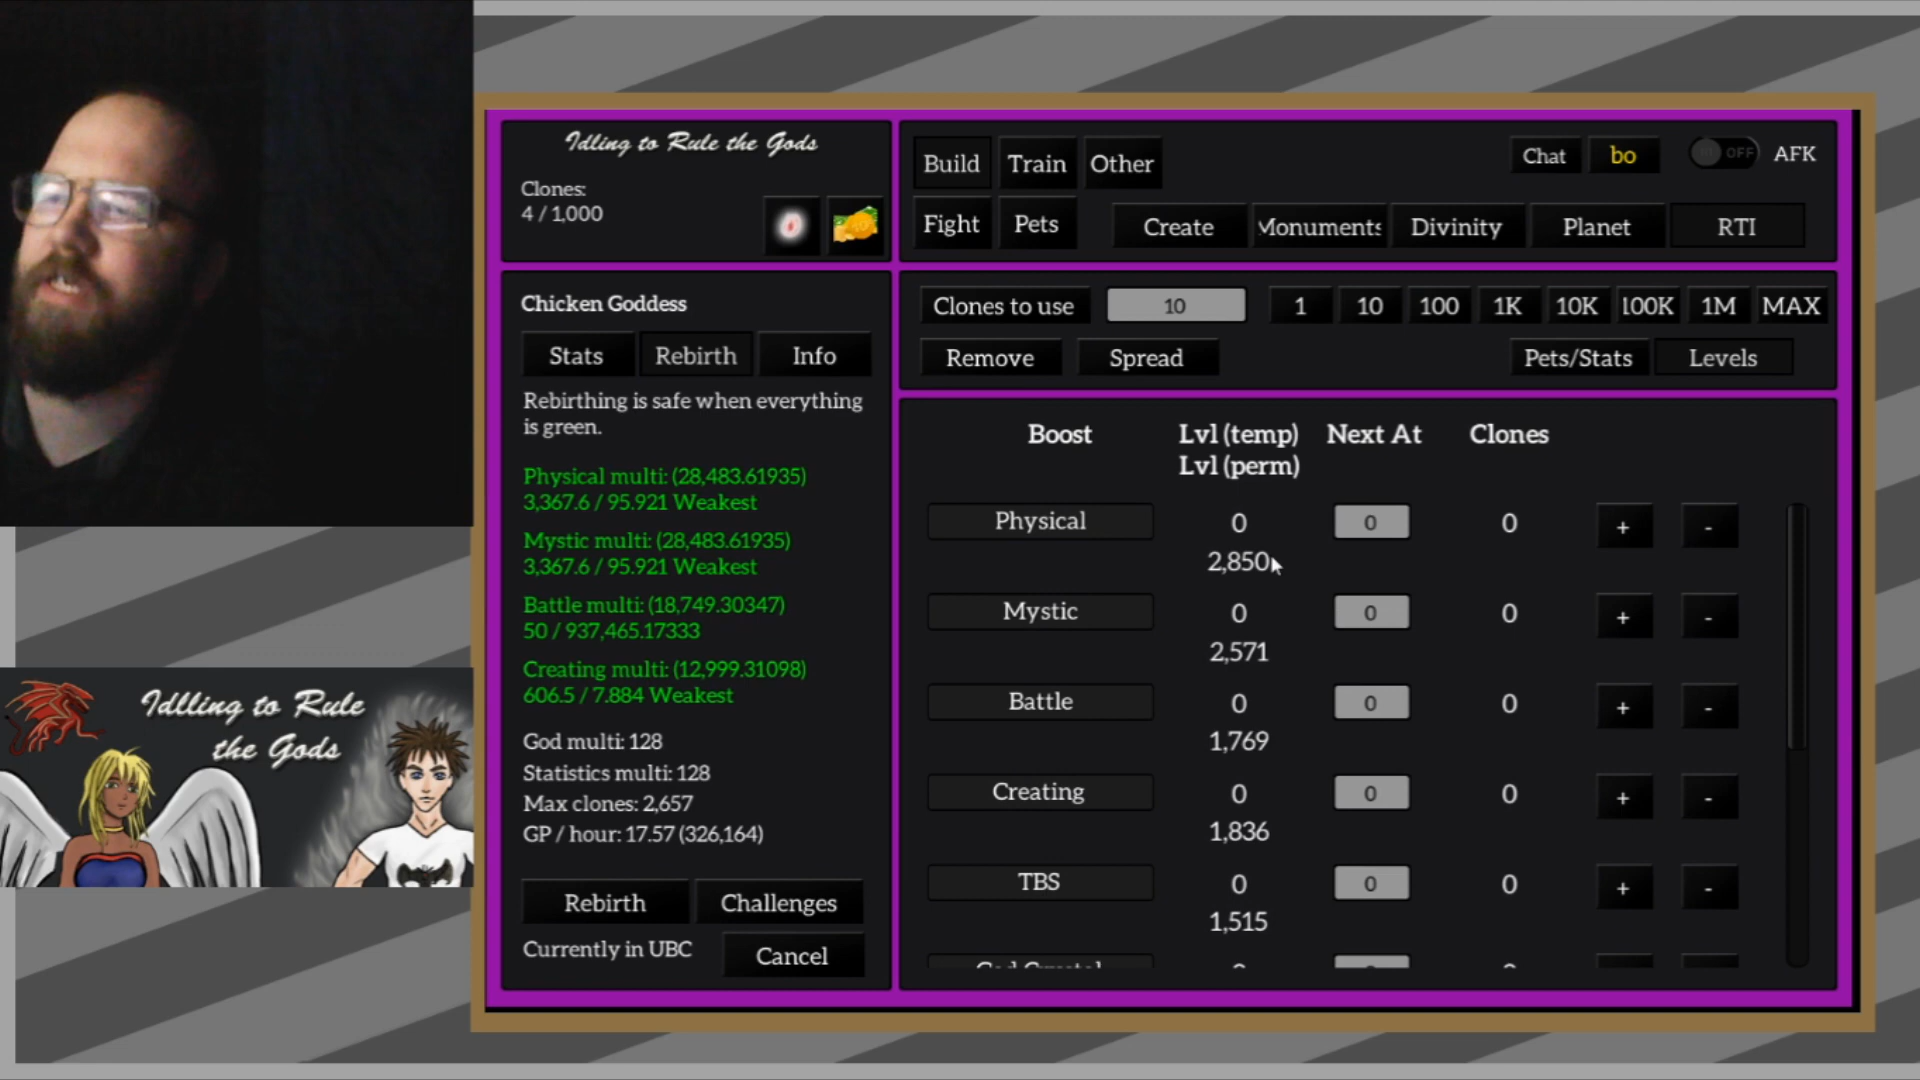 Idling to Rule the Gods
Clones:
4 / 1,000
Build Train Other
Fight Pets
Create Monuments Divinity Planet RTI
Chat bo OFF AFK
Chicken Goddess
Stats Rebirth Info
Rebirthing is safe when everything
is green.
Physical multi: (28,483.61935)
3,367.6 / 95.921 Weakest
Mystic multi: (28,483.61935)
3,367.6 / 95.921 Weakest
Battle multi: (18,749.30347)
50 / 937,465.17333
Creating multi: (12,999.31098)
606.5 / 7.884 Weakest
God multi: 128
Statistics multi: 128
Max clones: 2,657
GP / hour: 17.57 (326,164)
Rebirth Challenges
Currently in UBC Cancel
Clones to use 10 1 10 100 1K 10K 100K 1M MAX
Remove Spread Pets/Stats Levels
Boost Lvl (temp) Next At Clones
Lvl (perm)
Physical 0 0 0 + -
2,850
Mystic 0 0 0 + -
2,571
Battle 0 0 0 + -
1,769
Creating 0 0 0 + -
1,836
TBS 0 0 0 + -
1,515
God Crystal
Idlling to Rule
the Gods